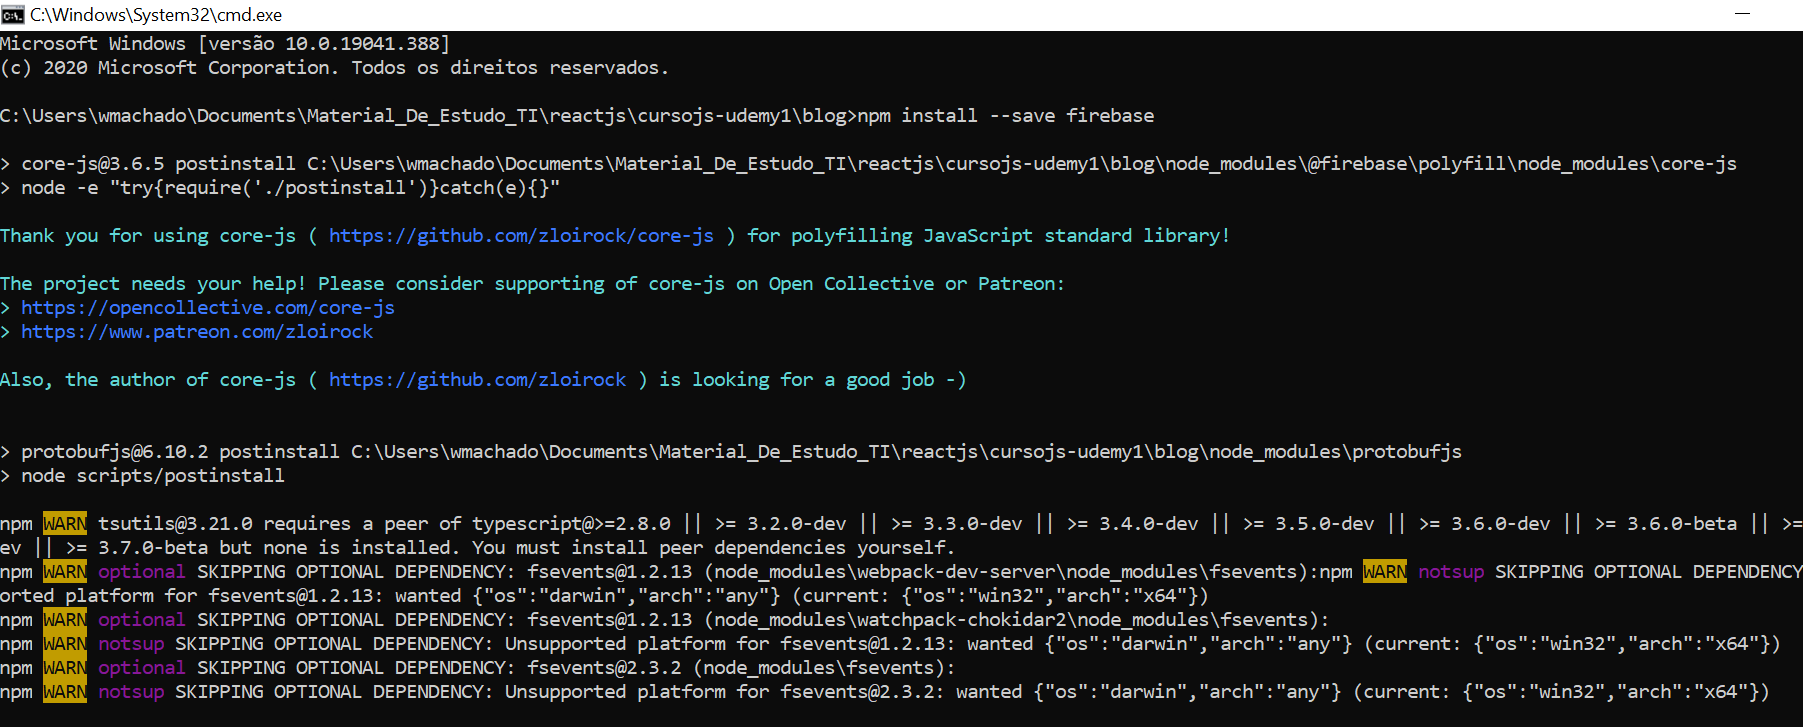 C:\Windows\System32\cmd.exe
Microsoft Windows [versão 10.0.19041.388]
(c) 2020 Microsoft Corporation. Todos os direitos reservados.
C:\Users\wmachado\Documents\Material_De_Estudo_TI\reactjs\cursojs-udemy1\blog>npm install --save firebase
> core-js@3.6.5 postinstall C:\Users\wmachado\Documents\Material_De_Estudo_TI\reactjs\cursojs-udemy1\blog\node_modules\@firebase\polyfill\node_modules\core-js
> node -e "try{require('./postinstall')}catch(e){}"
Thank you for using core-js ( https://github.com/zloirock/core-js ) for polyfilling JavaScript standard library!
The project needs your help! Please consider supporting of core-js on Open Collective or Patreon:
> https://opencollective.com/core-js
> https://www.patreon.com/zloirock
Also, the author of core-js ( https://github.com/zloirock ) is looking for a good job -)
> protobufjs@6.10.2 postinstall C:\Users\wmachado\Documents\Material_De_Estudo_TI\reactjs\cursojs-udemy1\blog\node_modules\protobufjs
> node scripts/postinstall
npm WARN tsutils@3.21.0 requires a peer of typescript@>=2.8.0 || >= 3.2.0-dev || >= 3.3.0-dev || >= 3.4.0-dev || >= 3.5.0-dev || >= 3.6.0-dev || >= 3.6.0-beta || >=
ev || >= 3.7.0-beta but none is installed. You must install peer dependencies yourself.
npm WARN optional SKIPPING OPTIONAL DEPENDENCY: fsevents@1.2.13 (node_modules\webpack-dev-server\node_modules\fsevents):npm WARN notsup SKIPPING OPTIONAL DEPENDENCY
orted platform for fsevents@1.2.13: wanted {"os":"darwin","arch":"any"} (current: {"os":"win32","arch":"x64"})
npm WARN optional SKIPPING OPTIONAL DEPENDENCY: fsevents@1.2.13 (node_modules\watchpack-chokidar2\node_modules\fsevents):
npm WARN notsup SKIPPING OPTIONAL DEPENDENCY: Unsupported platform for fsevents@1.2.13: wanted {"os":"darwin","arch":"any"} (current: {"os":"win32","arch":"x64"})
npm WARN optional SKIPPING OPTIONAL DEPENDENCY: fsevents@2.3.2 (node_modules\fsevents):
npm WARN notsup SKIPPING OPTIONAL DEPENDENCY: Unsupported platform for fsevents@2.3.2: wanted {"os":"darwin","arch":"any"} (current: {"os":"win32","arch":"x64"})